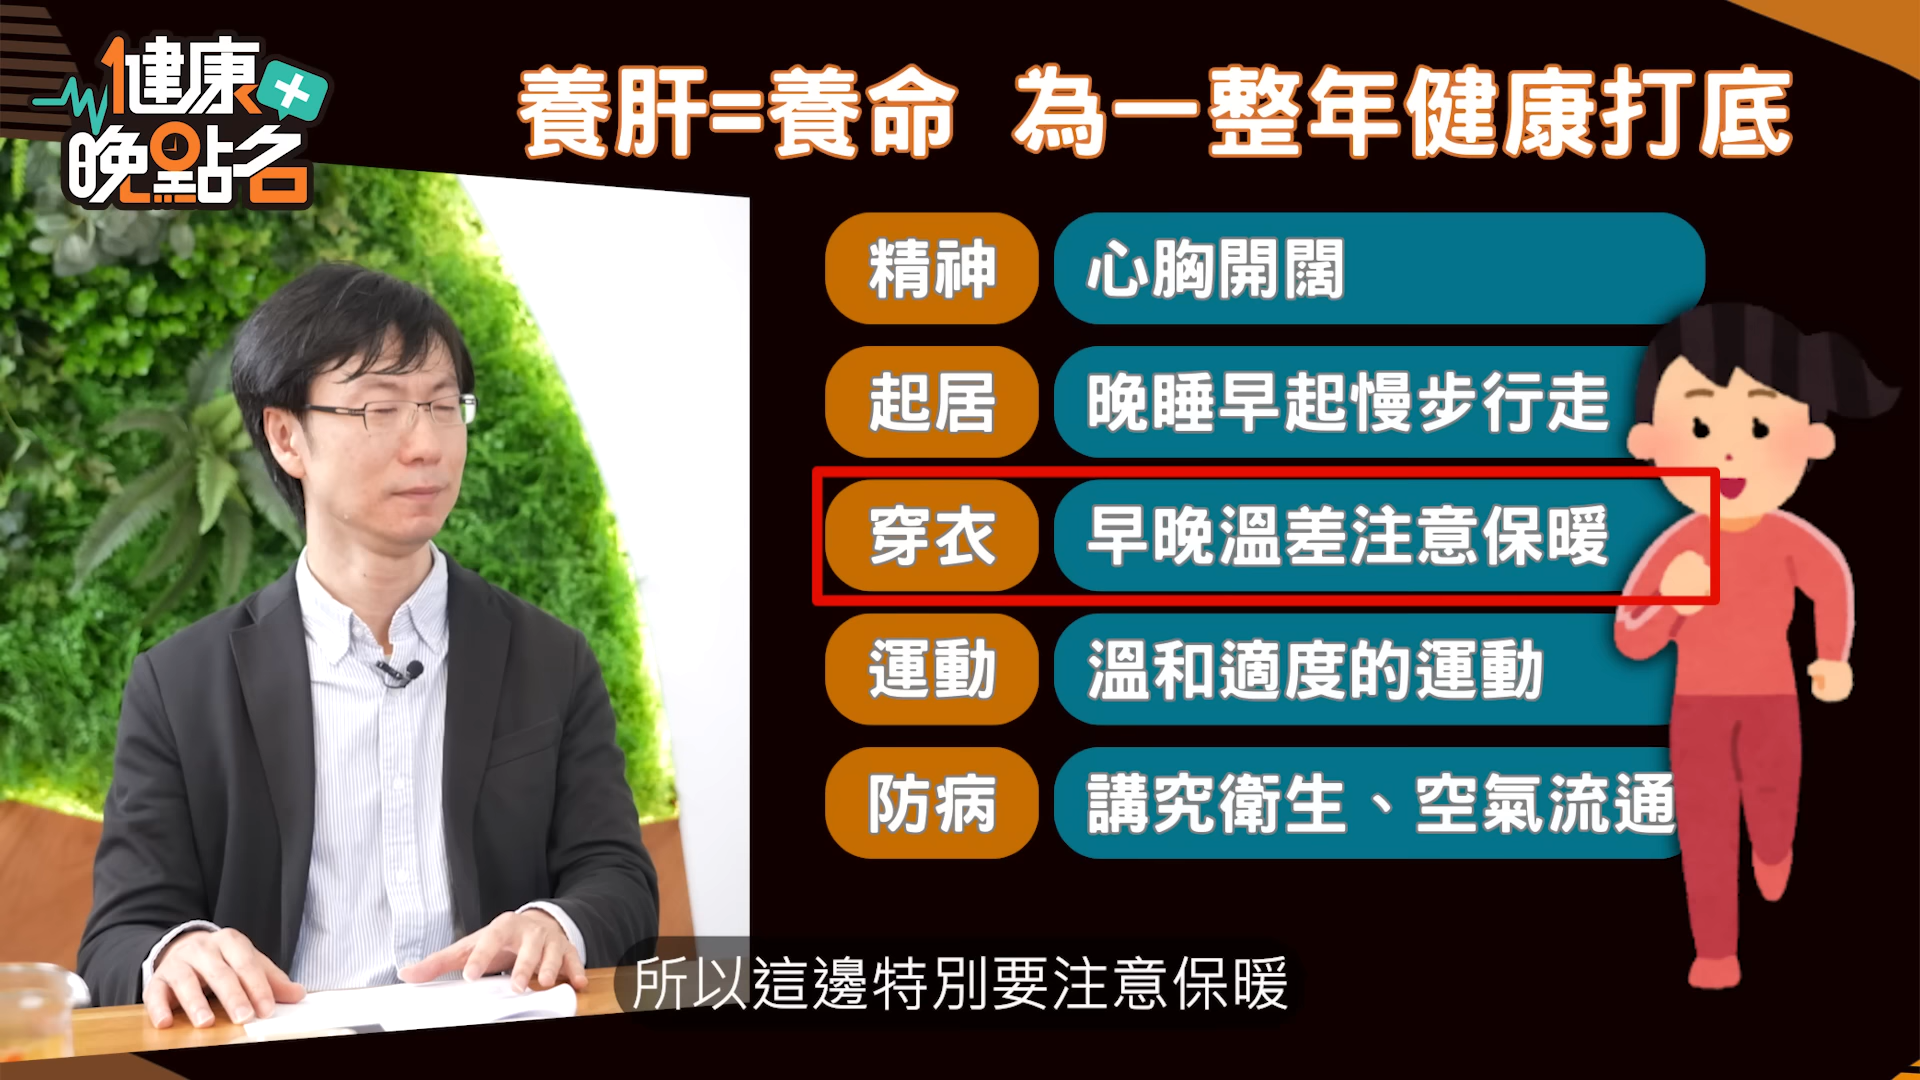 健康
晚點名
養肝=養命 為一整年健康打底
精神 心胸開闊
起居 晚睡早起慢步行走
穿衣 早晚溫差注意保暖
運動 溫和適度的運動
防病 講究衛生、空氣流通
所以這邊特別要注意保暖